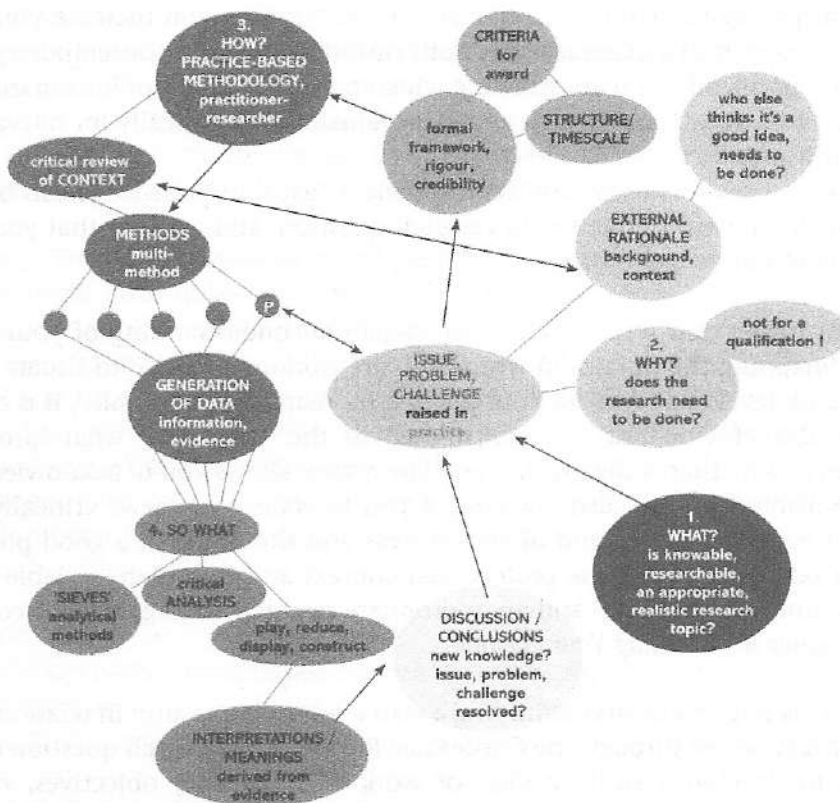 3.
HOW?
PRACTICE-BASED
METHODOLOGY,
practitioner-
researcher
CRITERIA
for
award
STRUCTURE/
TIMESCALE
formal
framework,
rigour,
credibility
who else
thinks: it's a
good idea,
needs to
be done?
critical review
of CONTEXT
METHODS
multi-
method
EXTERNAL
RATIONALE
background,
context
P
GENERATION
OF DATA
information,
evidence
ISSUE,
PROBLEM,
CHALLENGE
raised in
practice
2.
WHY?
does the
research need
to be done?
not for a
qualification !
1.
WHAT?
is knowable,
researchable,
an appropriate,
realistic research
topic?
4. SO WHAT
'SIEVES'
analytical
methods
critical
ANALYSIS
play, reduce,
display, construct
DISCUSSION /
CONCLUSIONS
new knowledge?
issue, problem,
challenge
resolved?
INTERPRETATIONS /
MEANINGS
derived from
evidence